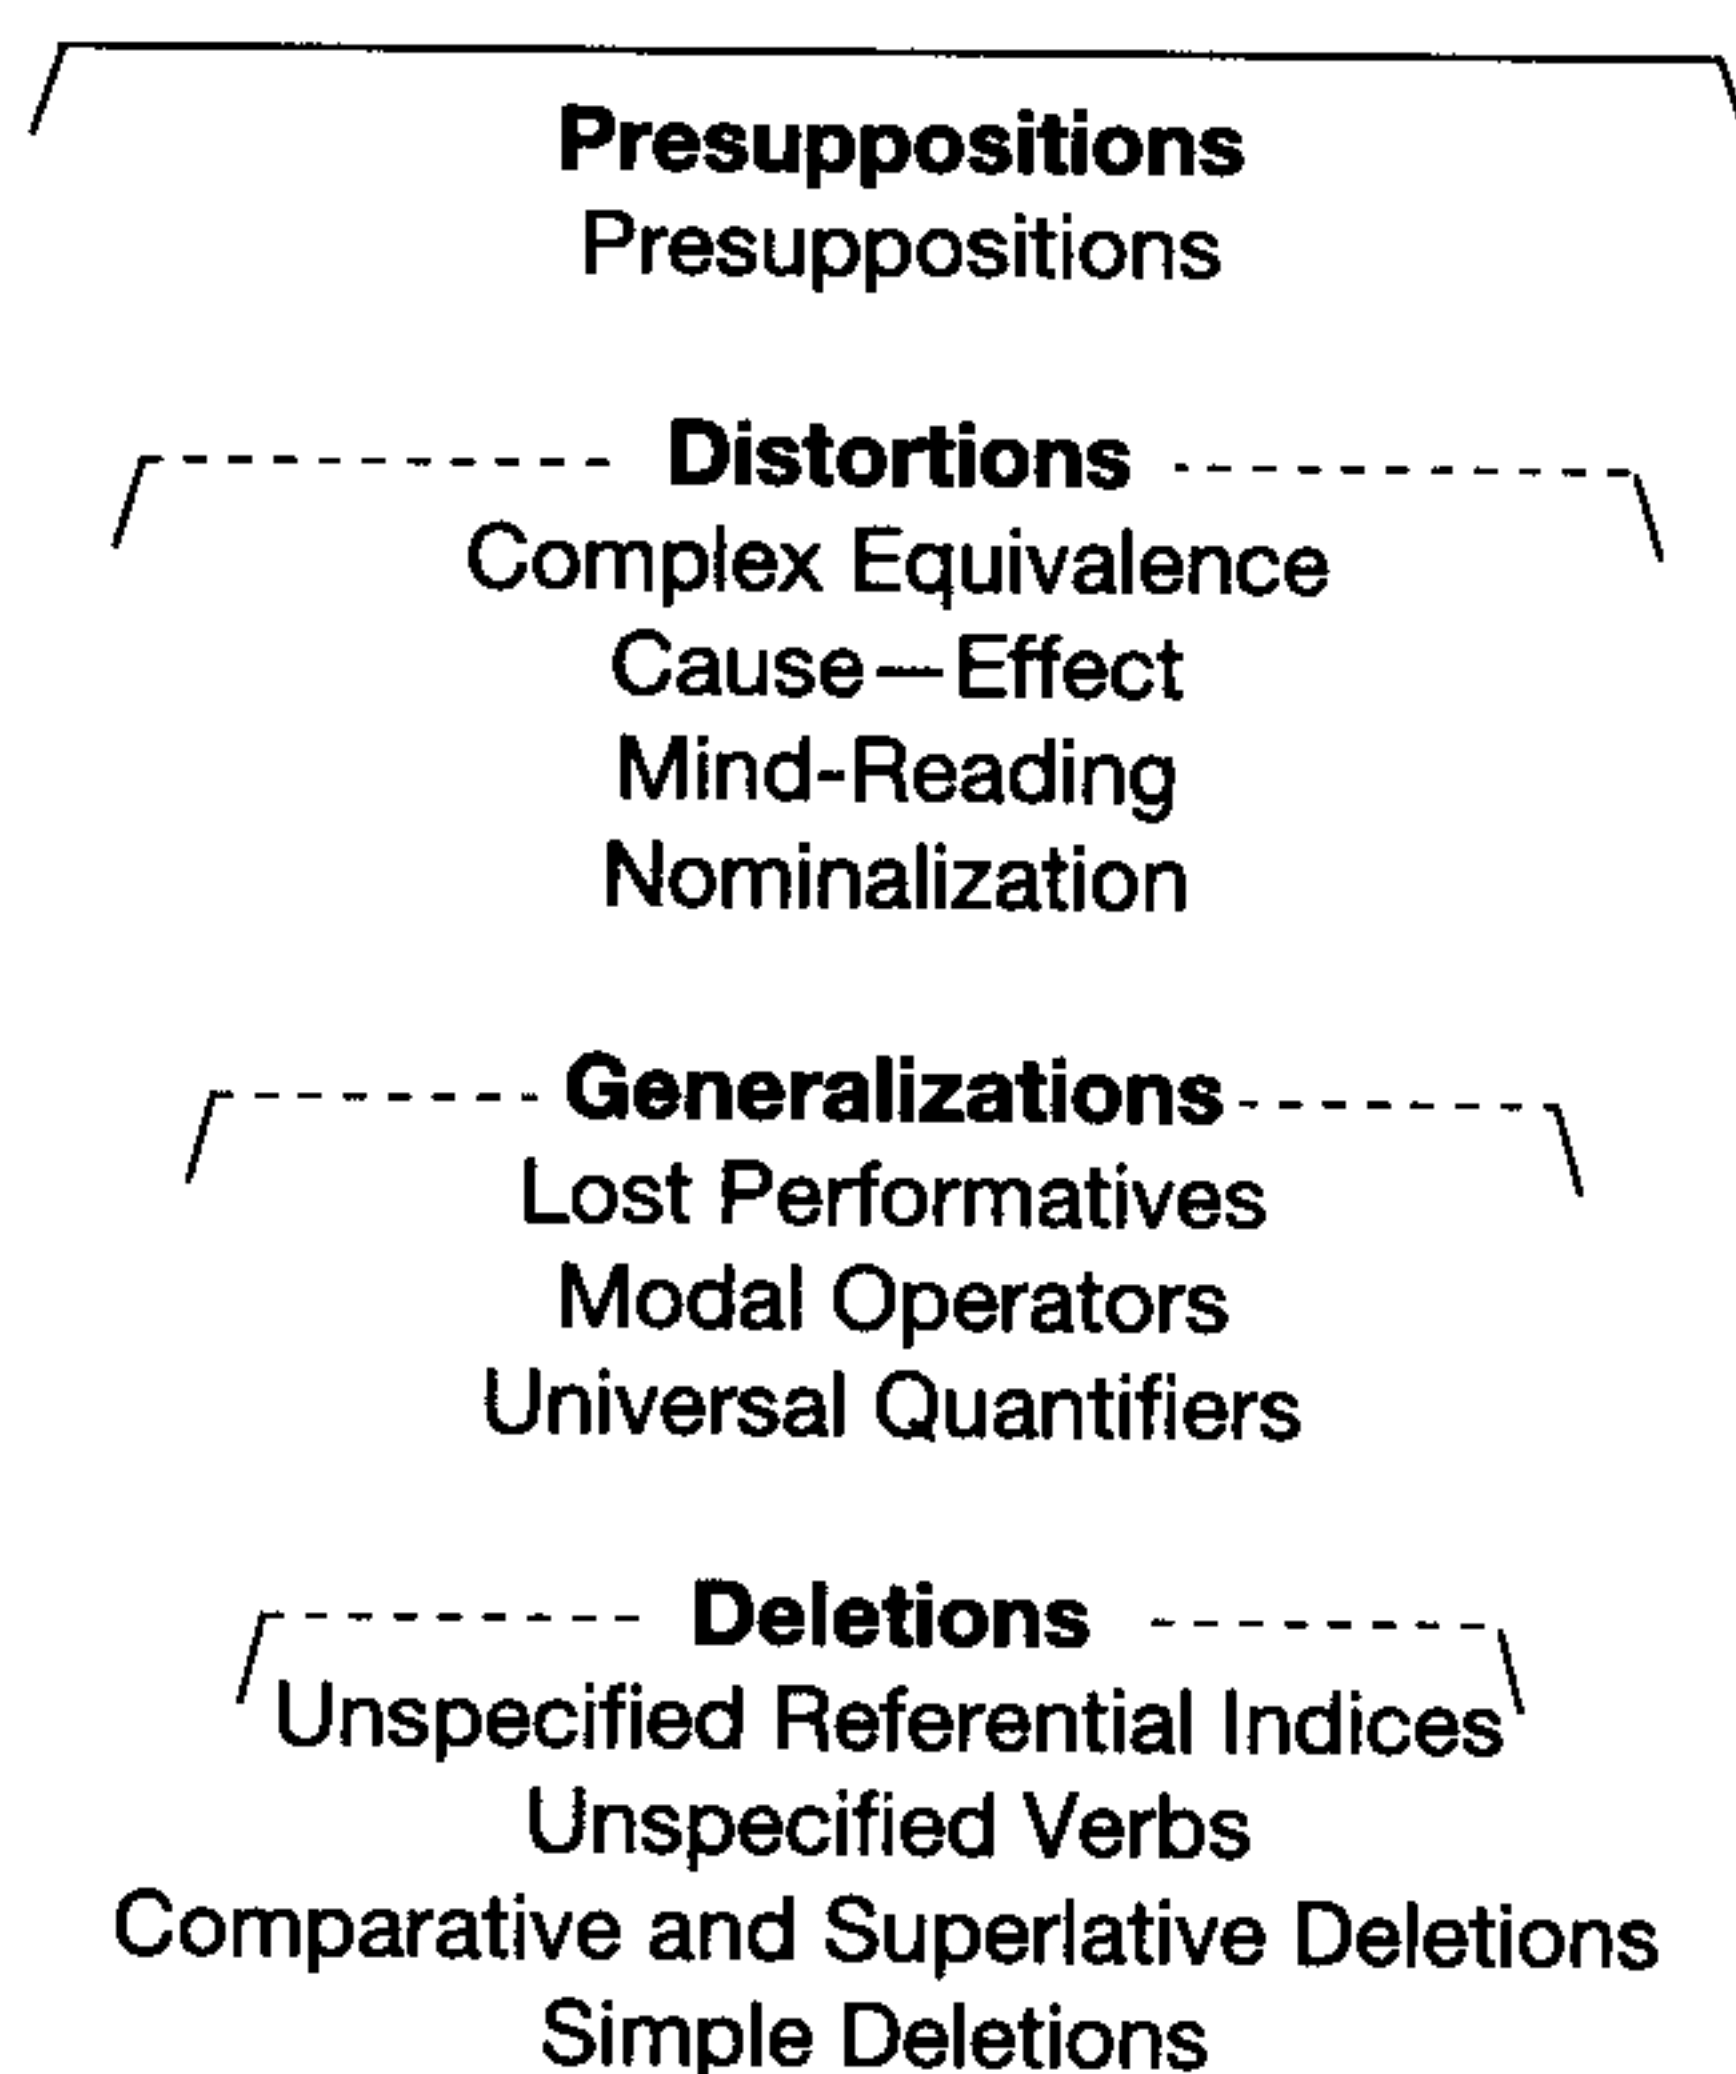 Presuppositions
Presuppositions
Distortions
Complex Equivalence
Cause—Effect
Mind-Reading
Nominalization
Generalizations
Lost Performatives
Modal Operators
Universal Quantifiers
Deletions
Unspecified Referential Indices
Unspecified Verbs
Comparative and Superlative Deletions
Simple Deletions